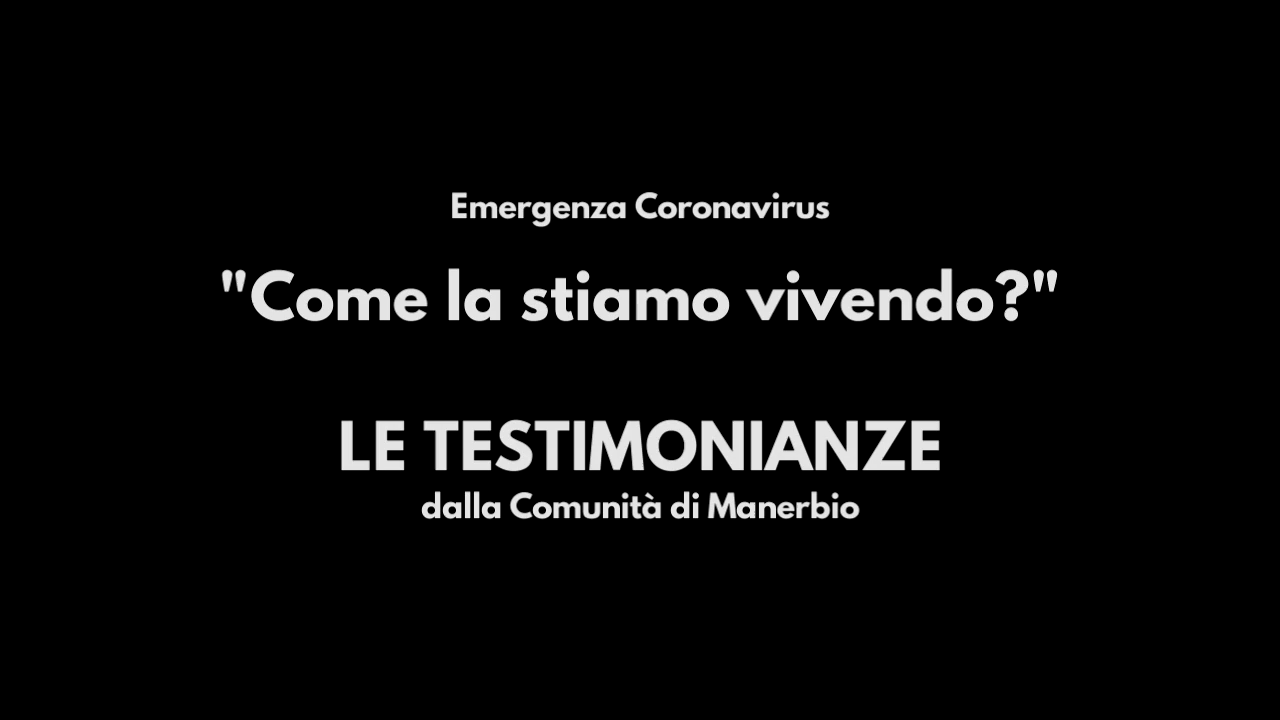 Emergenza Coronavirus
"Come la stiamo vivendo?"
LE TESTIMONIANZE
dalla Comunità di Manerbio